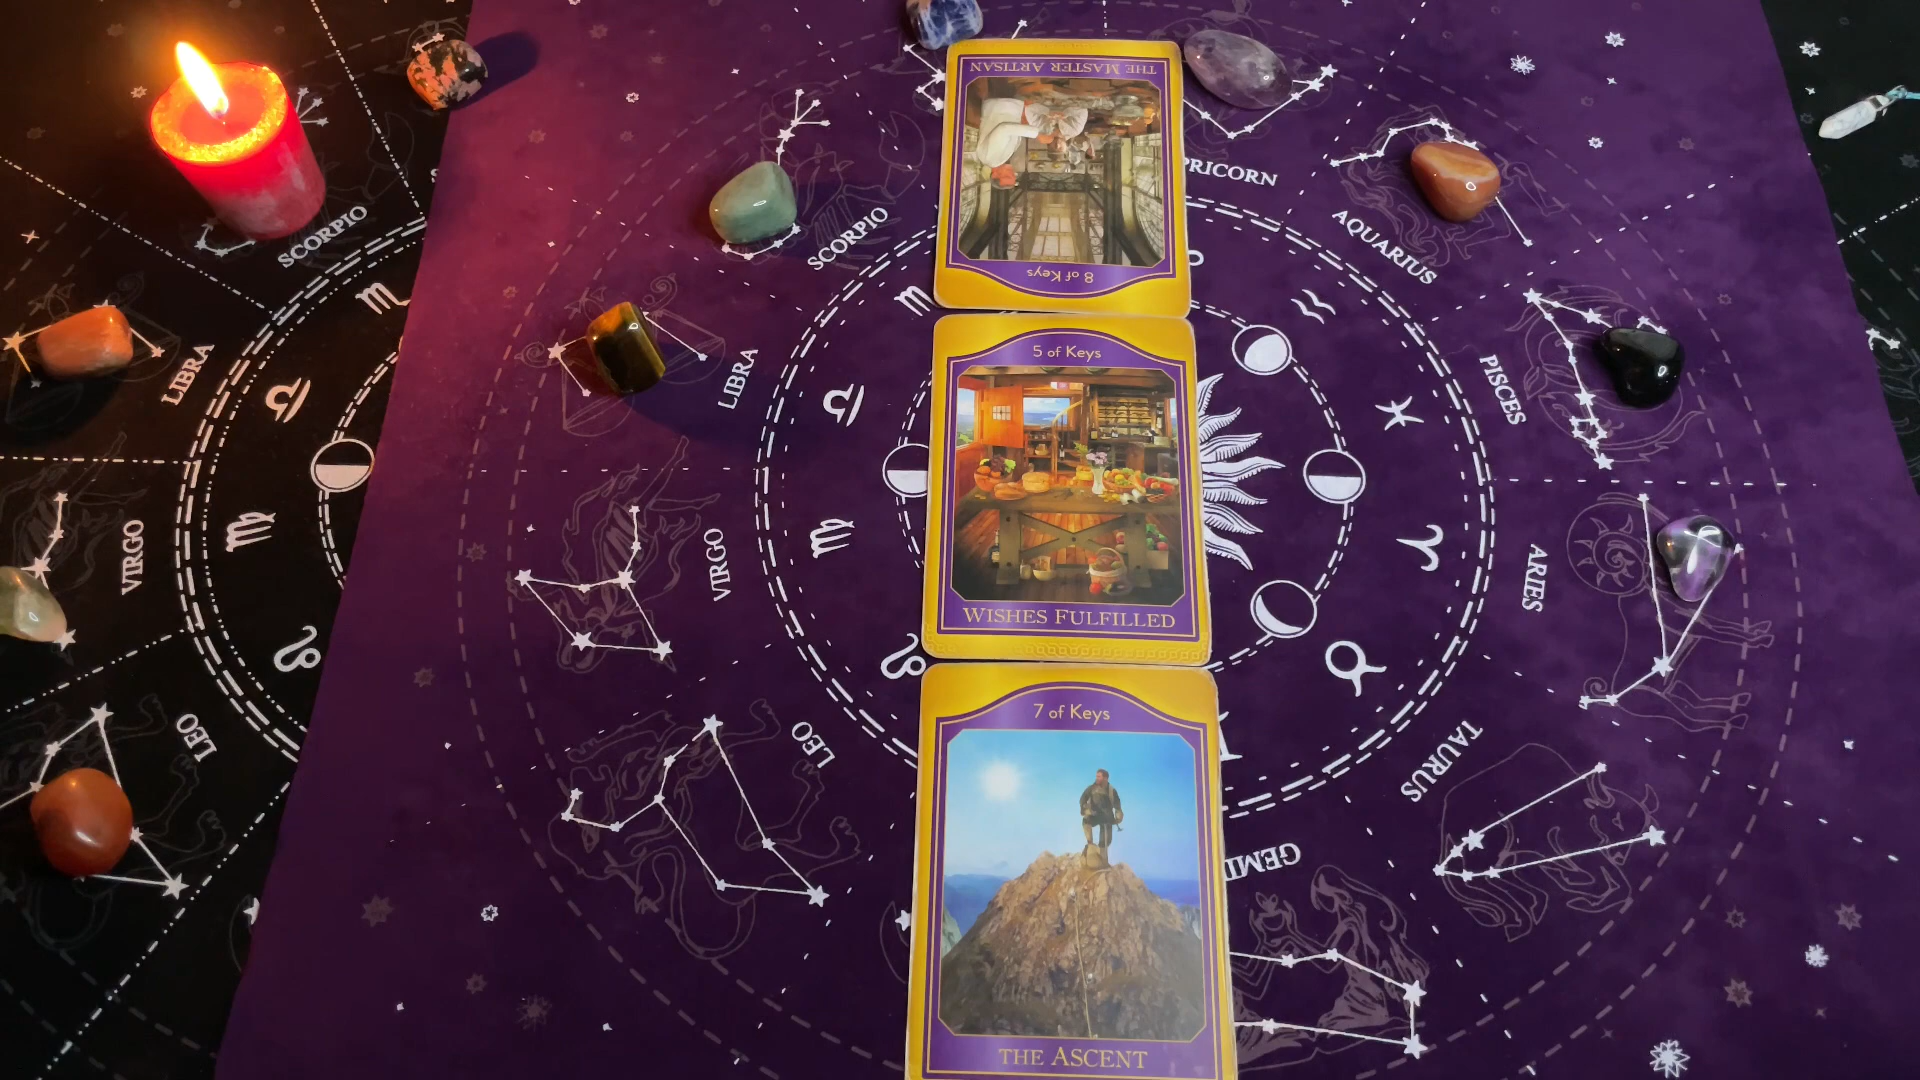 THE MASTER ARTISAN
8 of Keys
5 of Keys
WISHES FULFILLED
7 of Keys
THE ASCENT
SCORPIO
LIBRA
VIRGO
LEO
SCORPIO
LIBRA
VIRGO
LEO
PRICORN
AQUARIUS
PISCES
ARIES
TAURUS
GEMI